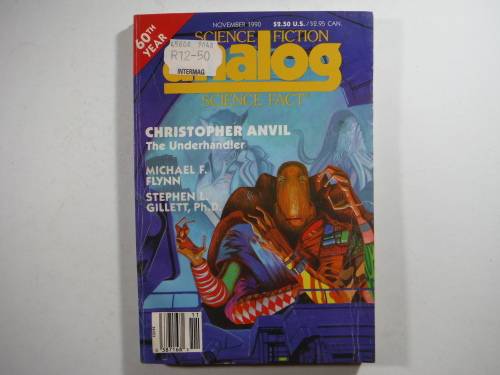 60TH
YEAR
NOVEMBER 1990 $2.50 U.S./$2.95 CAN.
SCIENCE FICTION
R12-50
INTERMAG
analog
SCIENCE FACT
CHRISTOPHER ANVIL
The Underhandler
MICHAEL F.
FLYNN
STEPHEN L.
GILLETT, Ph.D.
11